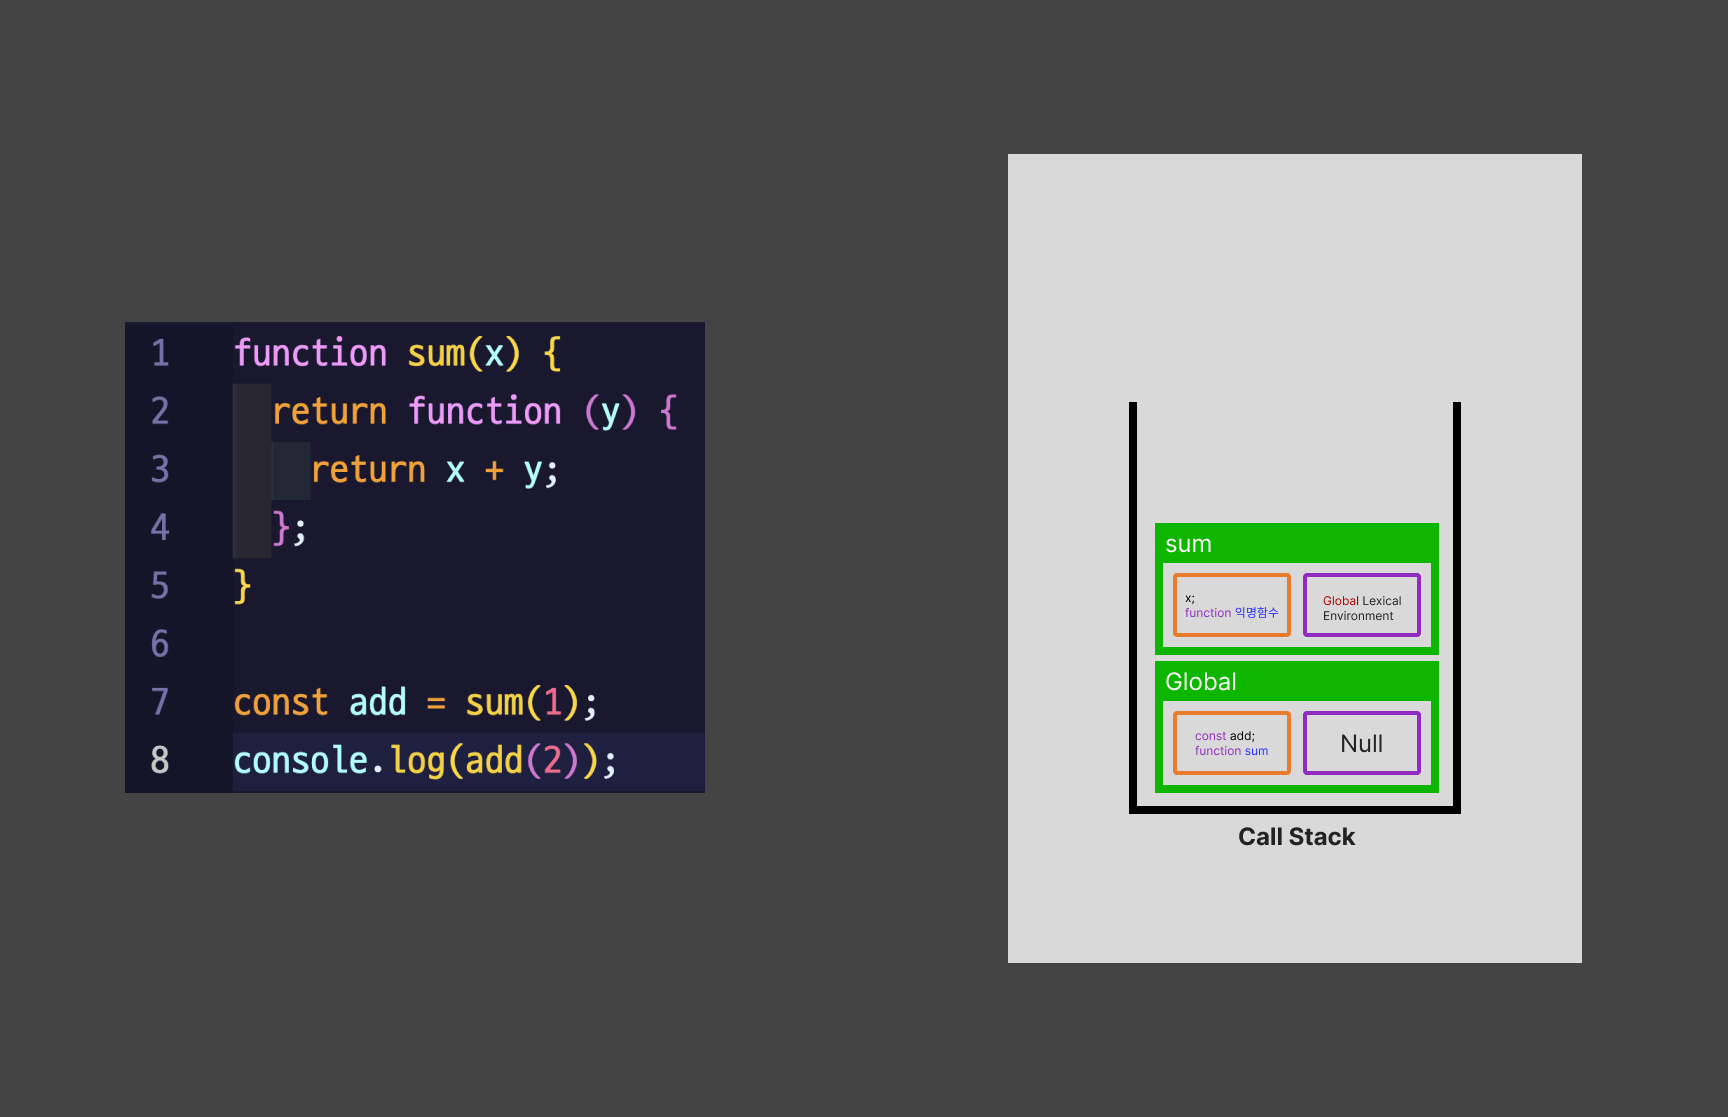 1 function sum(x) {
2 return function (y) {
3 return x + y;
4 };
5 }
6
7 const add = sum(1);
8 console.log(add(2));
sum
x;
function 익명함수
Global Lexical
Environment
Global
const add;
function sum
Null
Call Stack